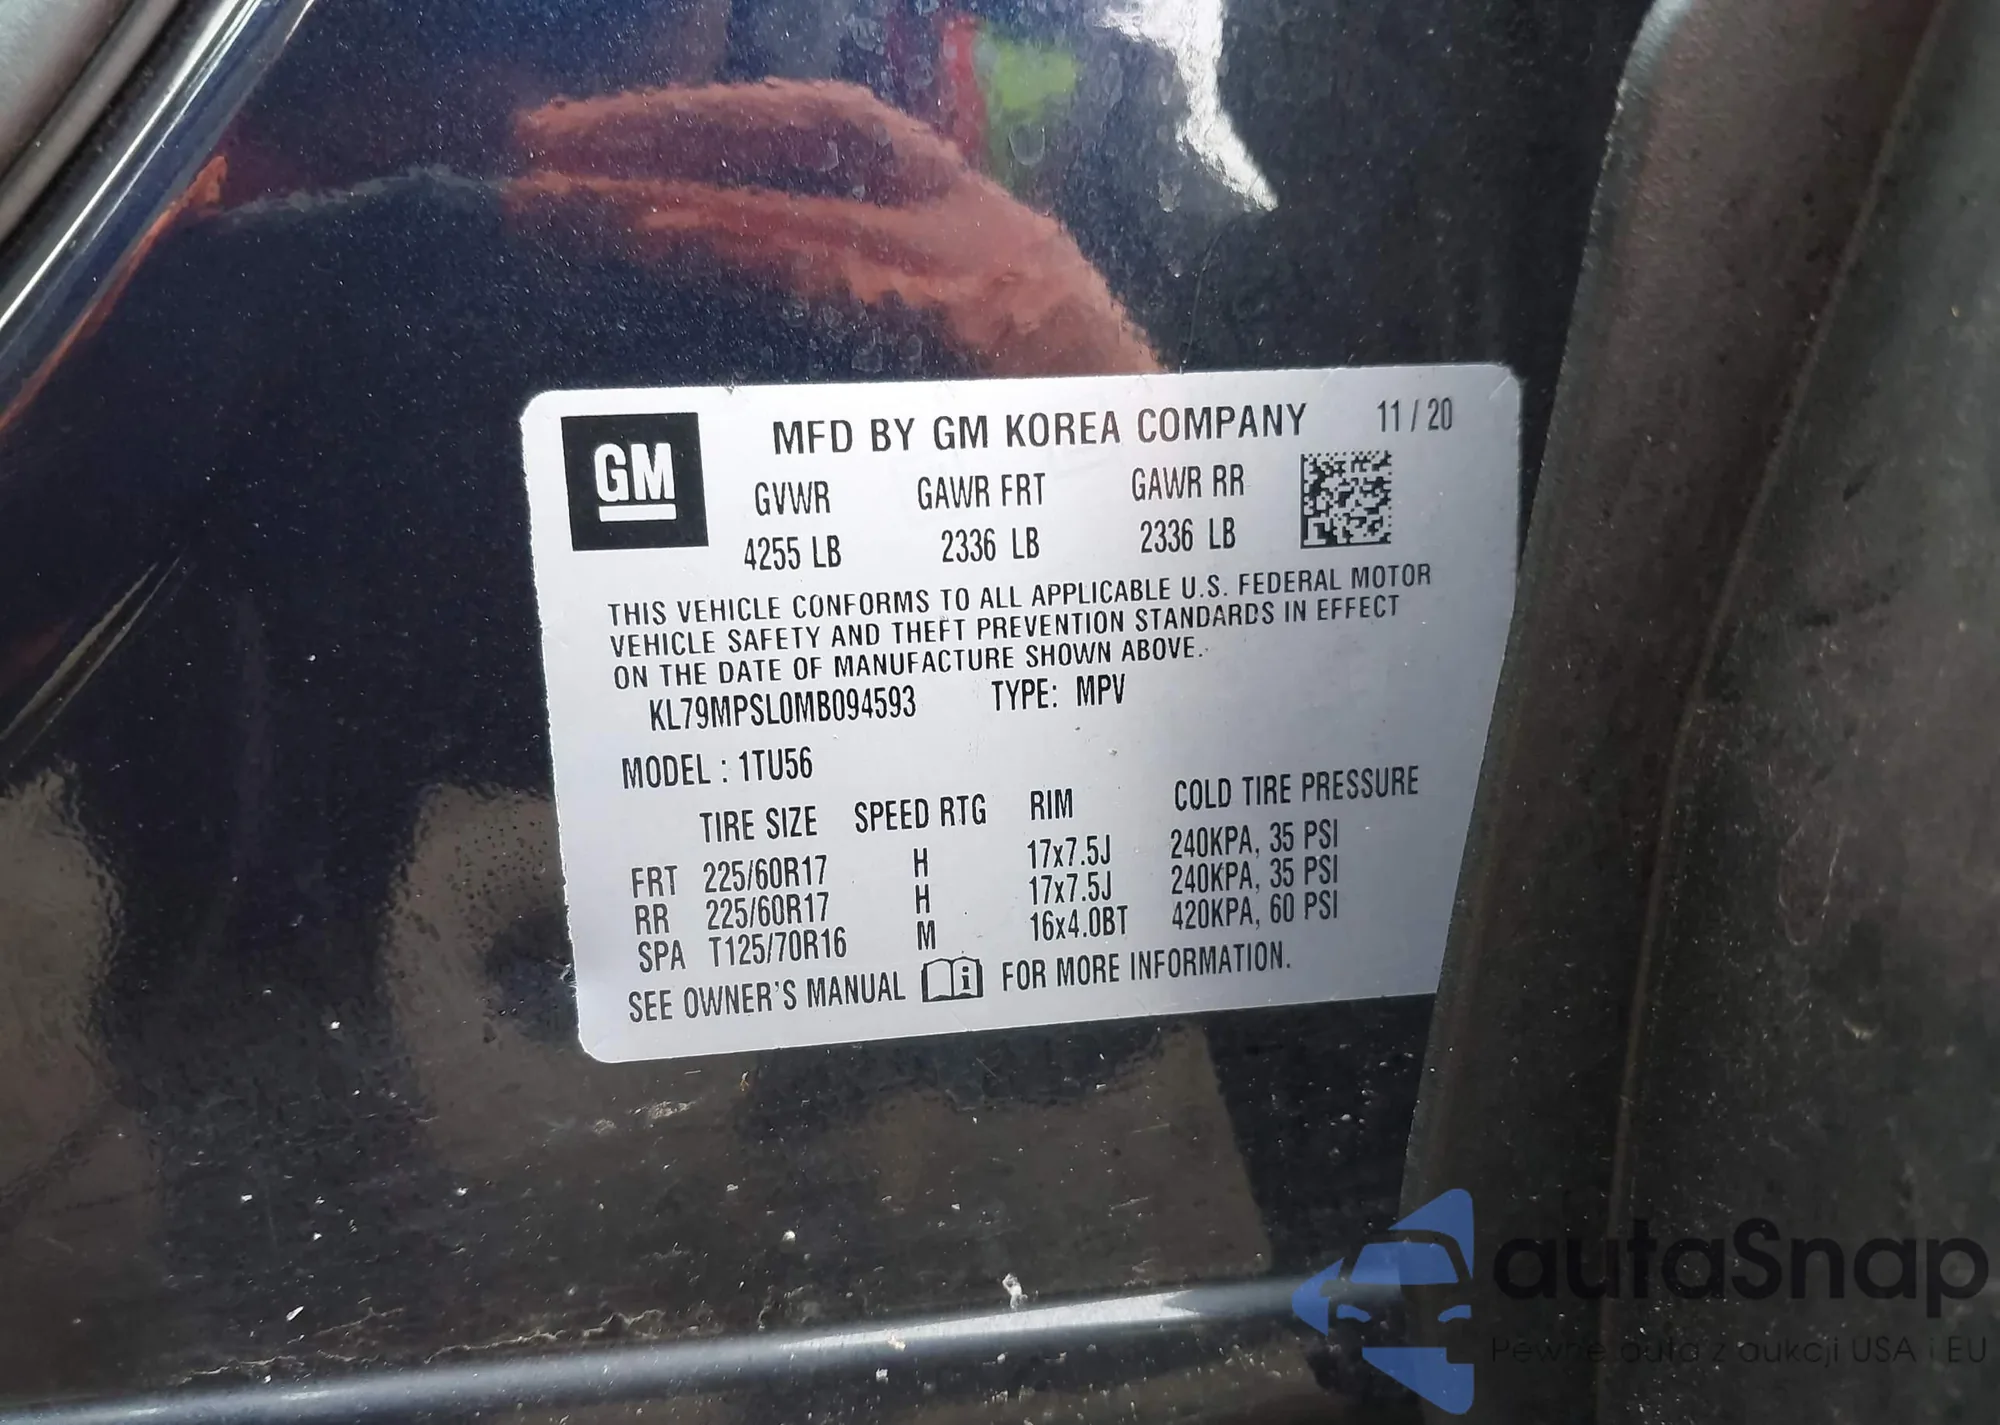 GM
MFD BY GM KOREA COMPANY 11 / 20
GVWR GAWR FRT GAWR RR
4255 LB 2336 LB 2336 LB
THIS VEHICLE CONFORMS TO ALL APPLICABLE U.S. FEDERAL MOTOR
VEHICLE SAFETY AND THEFT PREVENTION STANDARDS IN EFFECT
ON THE DATE OF MANUFACTURE SHOWN ABOVE.
KL79MPSL0MB094593 TYPE: MPV
MODEL : 1TU56
TIRE SIZE SPEED RTG RIM COLD TIRE PRESSURE
FRT 225/60R17 H 17x7.5J 240KPA, 35 PSI
RR 225/60R17 H 17x7.5J 240KPA, 35 PSI
SPA T125/70R16 M 16x4.0BT 420KPA, 60 PSI
SEE OWNER'S MANUAL i FOR MORE INFORMATION.
autaSnap
Pewne auta z aukcji USA i EU